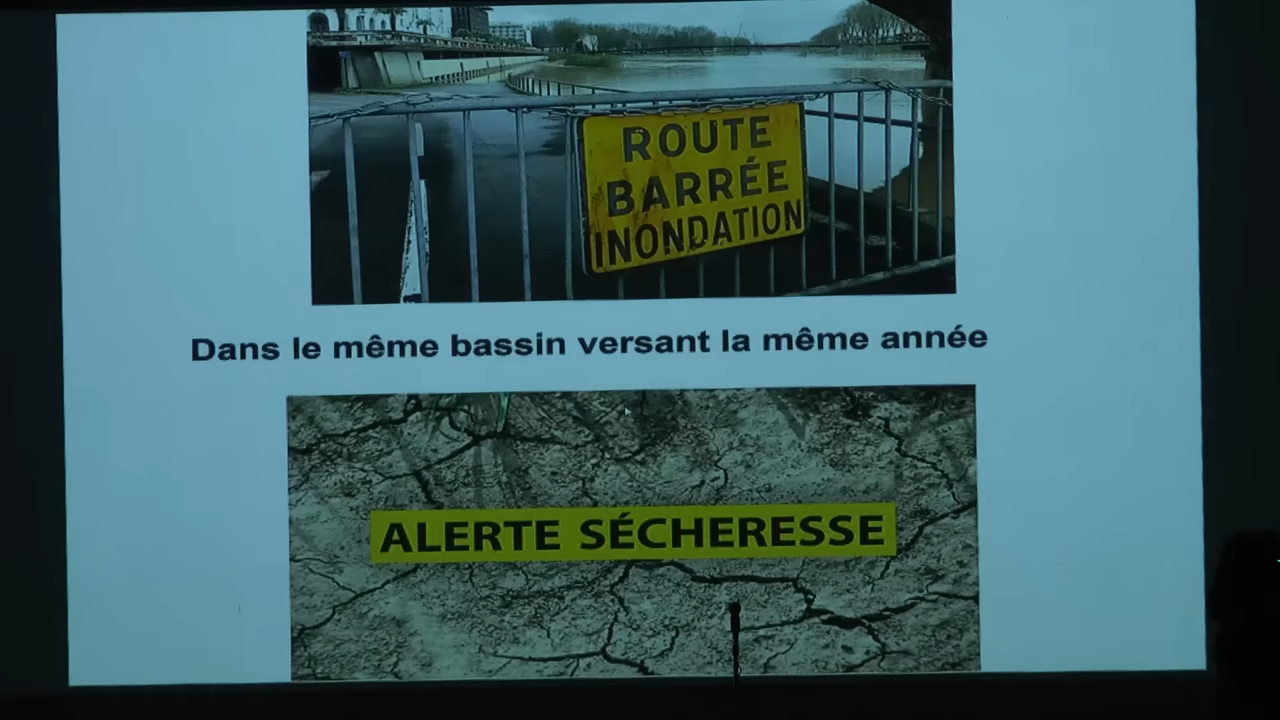 ROUTE
BARRÉE
INONDATION
Dans le même bassin versant la même année
ALERTE SÉCHERESSE